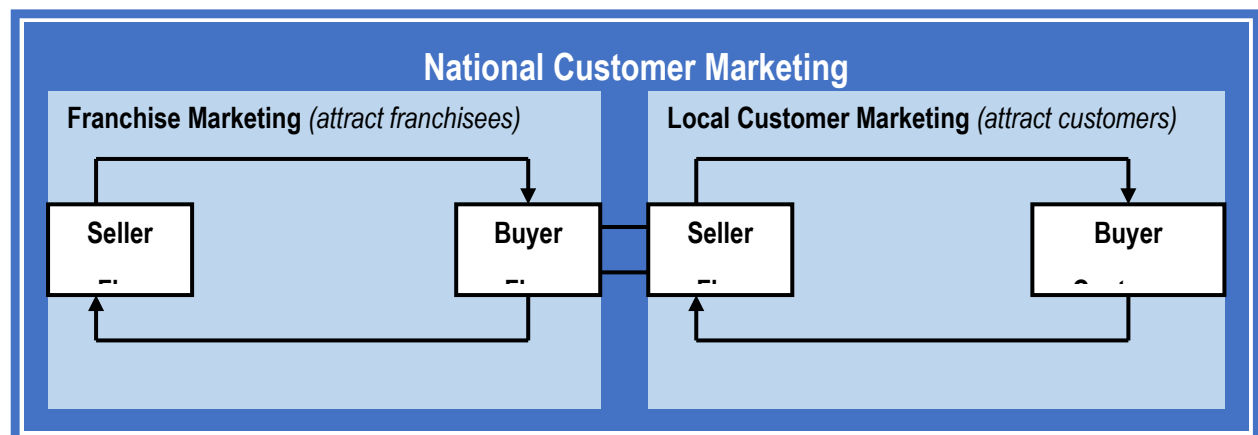 National Customer Marketing
Franchise Marketing (attract franchisees)
Local Customer Marketing (attract customers)
Seller
Buyer
Seller
Buyer